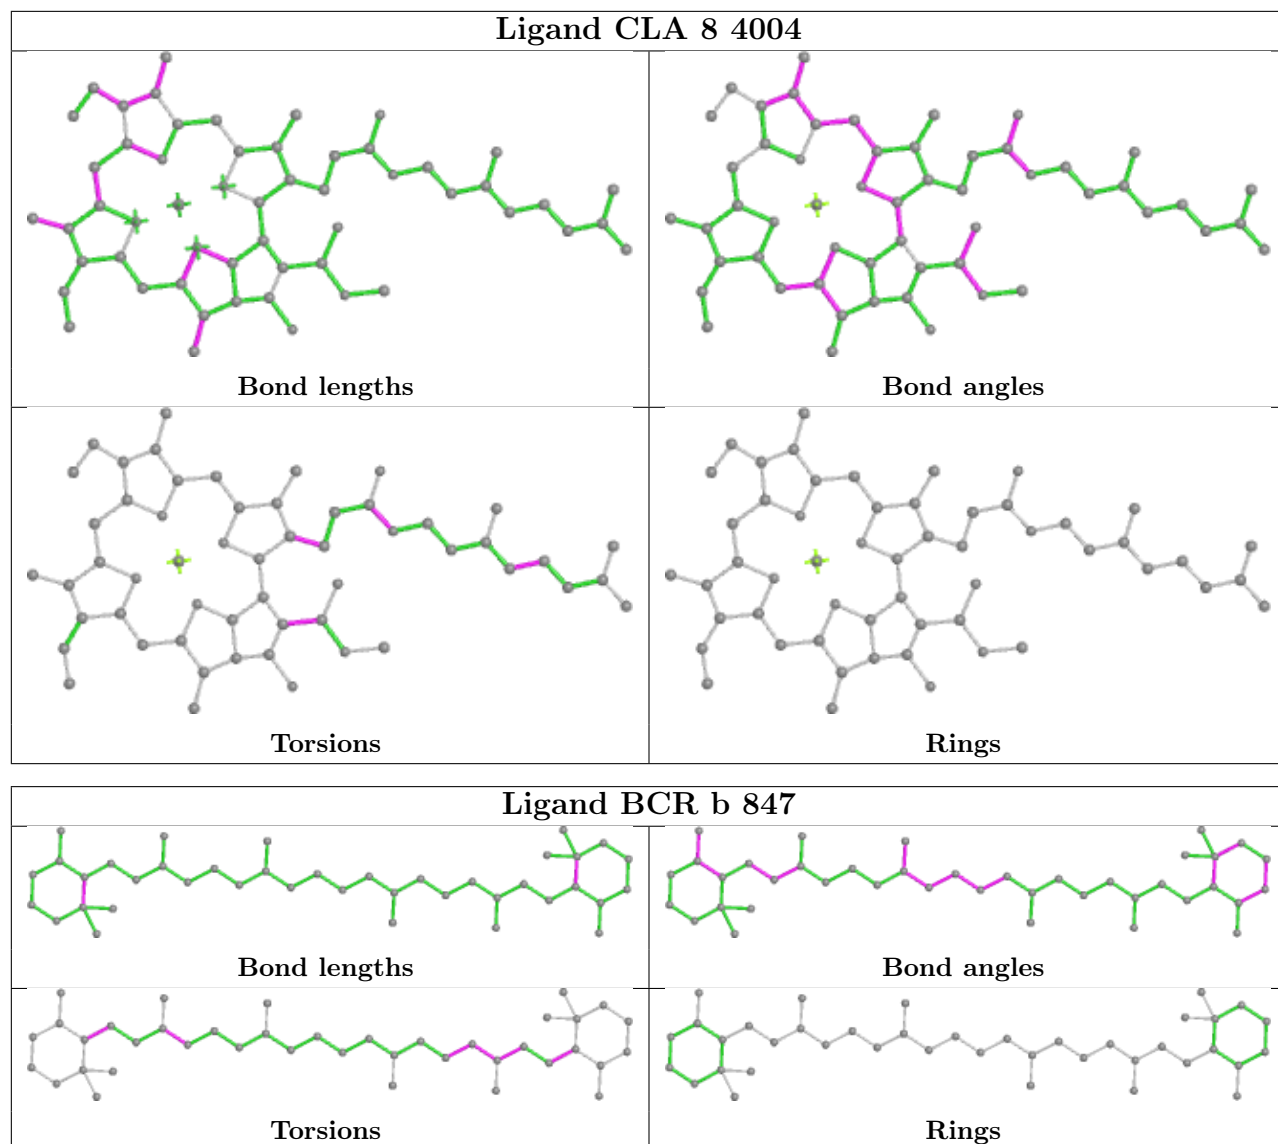 Ligand CLA 8 4004
Bond lengths
Bond angles
Torsions
Rings
Ligand BCR b 847
Bond lengths
Bond angles
Torsions
Rings